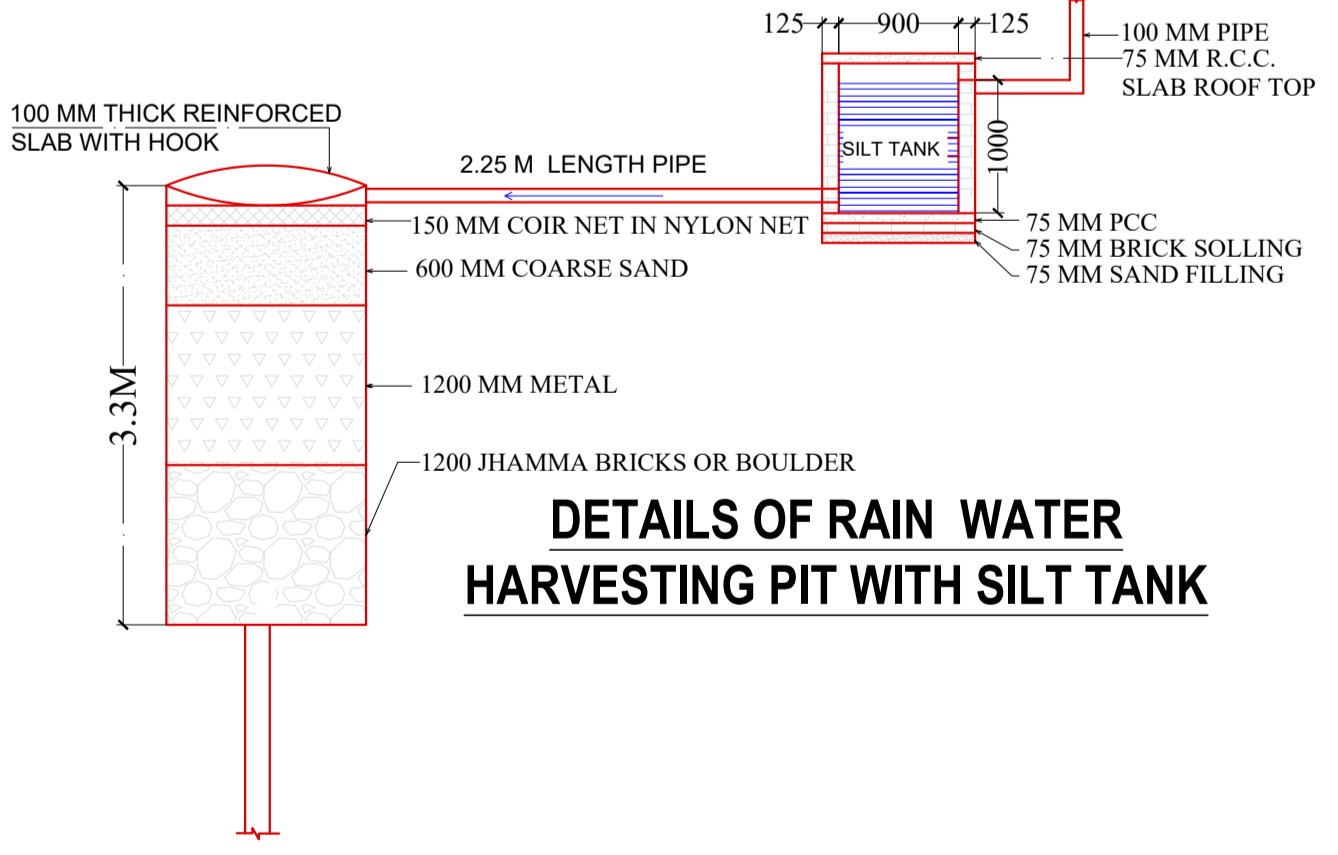 125 900 125
100 MM PIPE
75 MM R.C.C.
SLAB ROOF TOP
100 MM THICK REINFORCED
SLAB WITH HOOK
2.25 M LENGTH PIPE
SILT TANK
1000
150 MM COIR NET IN NYLON NET
75 MM PCC
75 MM BRICK SOLLING
75 MM SAND FILLING
600 MM COARSE SAND
3.3M
1200 MM METAL
1200 JHAMMA BRICKS OR BOULDER
DETAILS OF RAIN WATER
HARVESTING PIT WITH SILT TANK